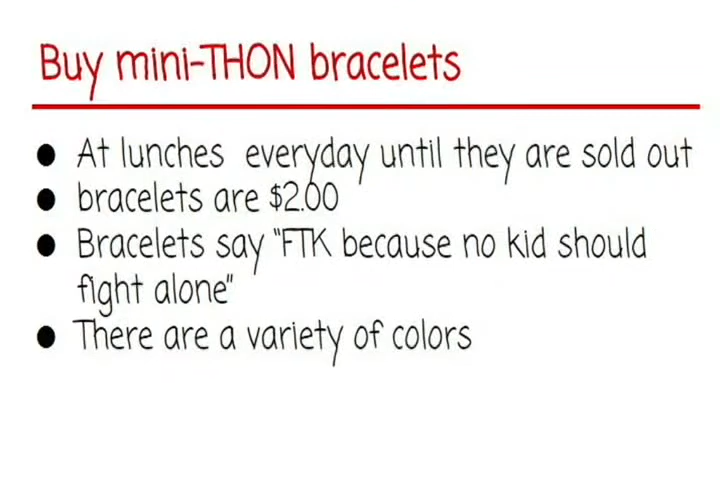 Buy mini-THON bracelets
● At lunches everyday until they are sold out
● bracelets are $2.00
● Bracelets say "FTK because no kid should
fight alone"
● There are a variety of colors